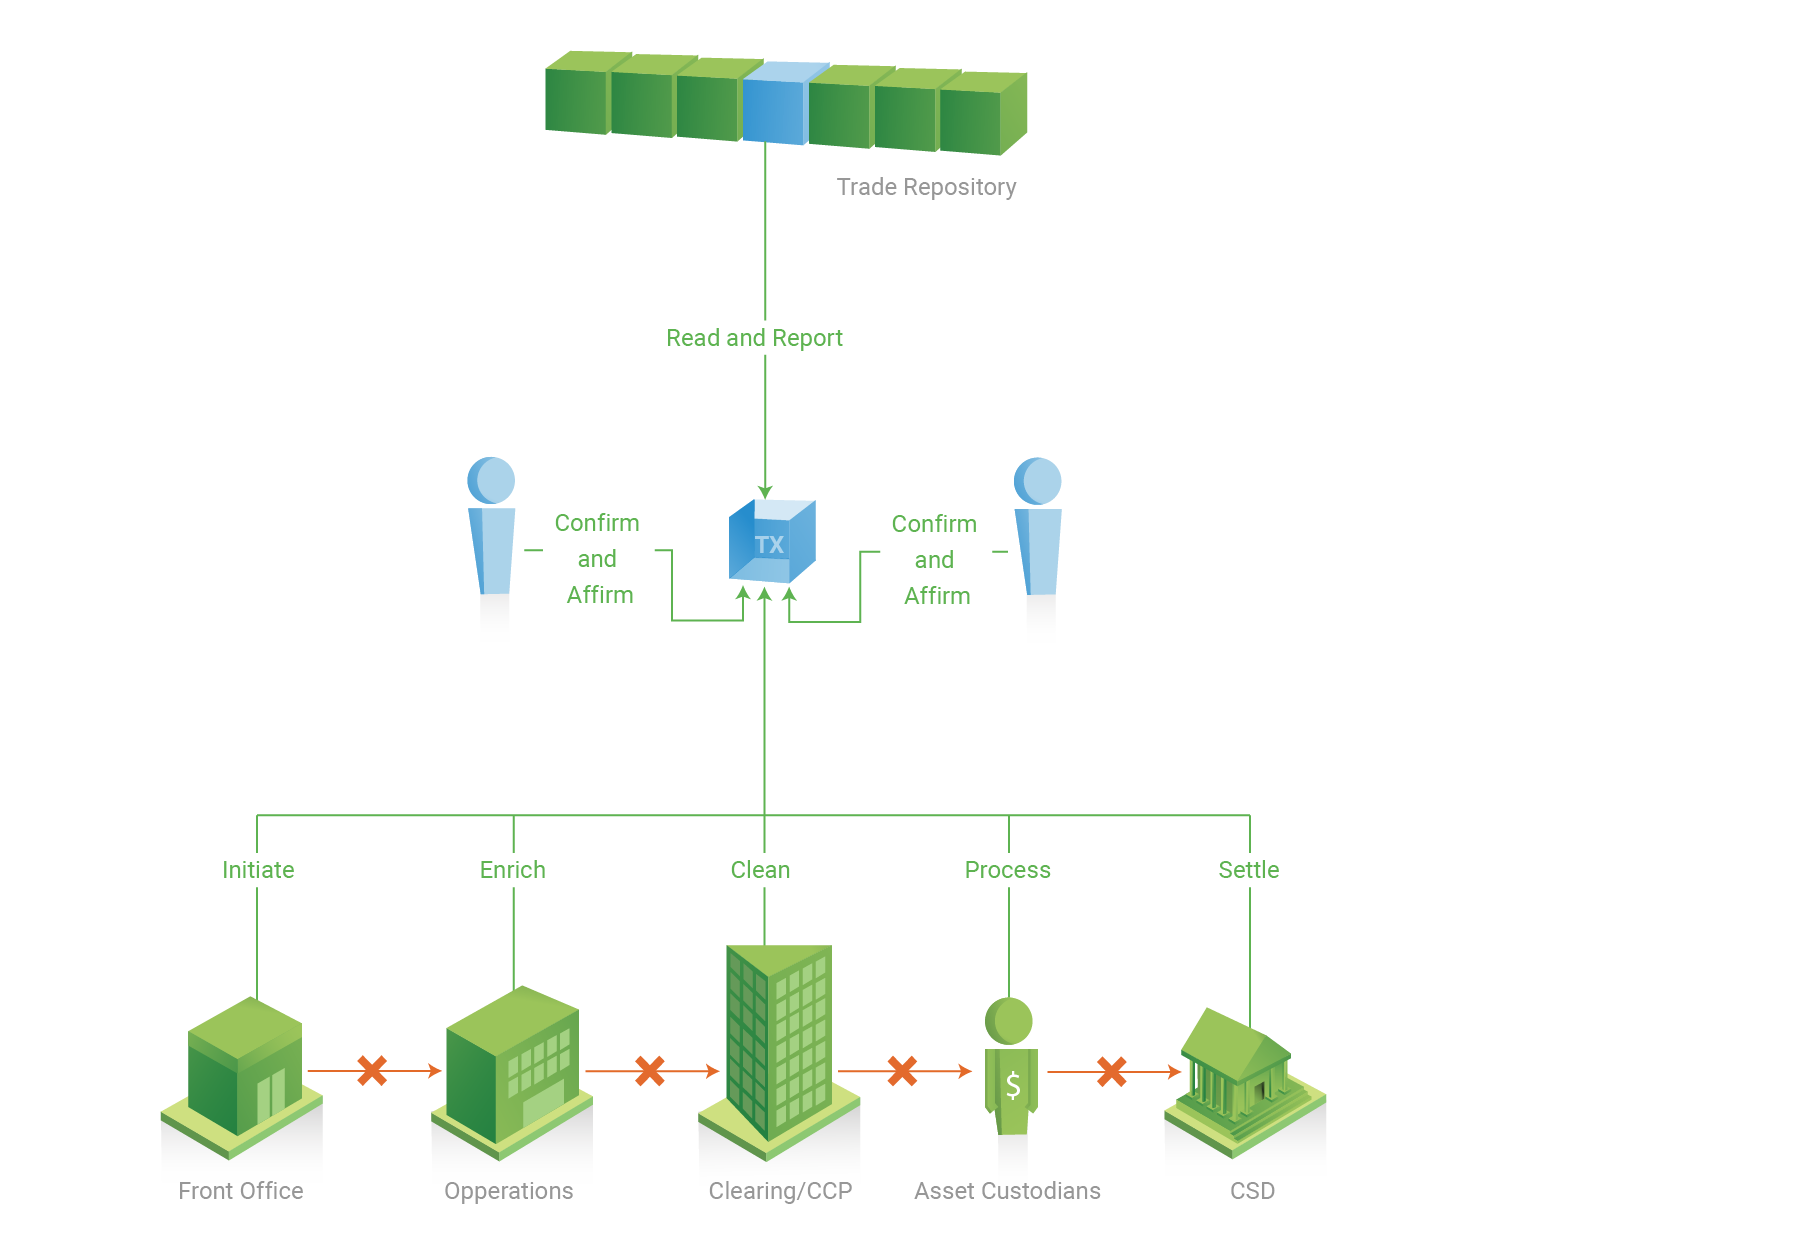 Trade Repository
Read and Report
Confirm
and
Affirm
TX
Confirm
and
Affirm
Initiate
Enrich
Clean
Process
Settle
$
Front Office
Opperations
Clearing/CCP
Asset Custodians
CSD